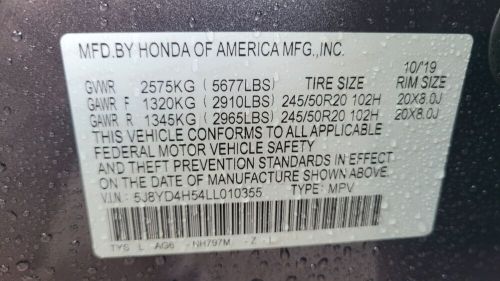 MFD.BY HONDA OF AMERICA MFG.,INC.
10/'19
GVWR 2575KG (5677LBS) TIRE SIZE RIM SIZE
GAWR F 1320KG (2910LBS) 245/50R20 102H 20X8.0J
GAWR R 1345KG (2965LBS) 245/50R20 102H 20X8.0J
THIS VEHICLE CONFORMS TO ALL APPLICABLE
FEDERAL MOTOR VEHICLE SAFETY
AND THEFT PREVENTION STANDARDS IN EFFECT
ON THE DATE OF MANUFACTURE SHOWN ABOVE.
V.I.N.: 5J8YD4H54LL010355 TYPE: MPV
TYS L AG6 -NH797M -Z -L